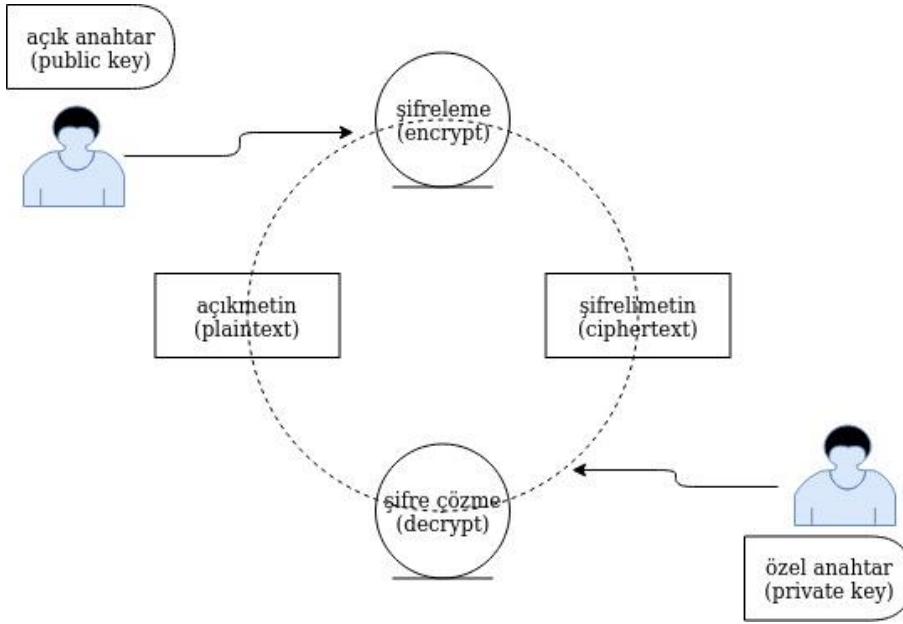 açık anahtar
(public key)
şifreleme
(encrypt)
açıkmetin
(plaintext)
şifrelimetin
(ciphertext)
şifre çözme
(decrypt)
özel anahtar
(private key)